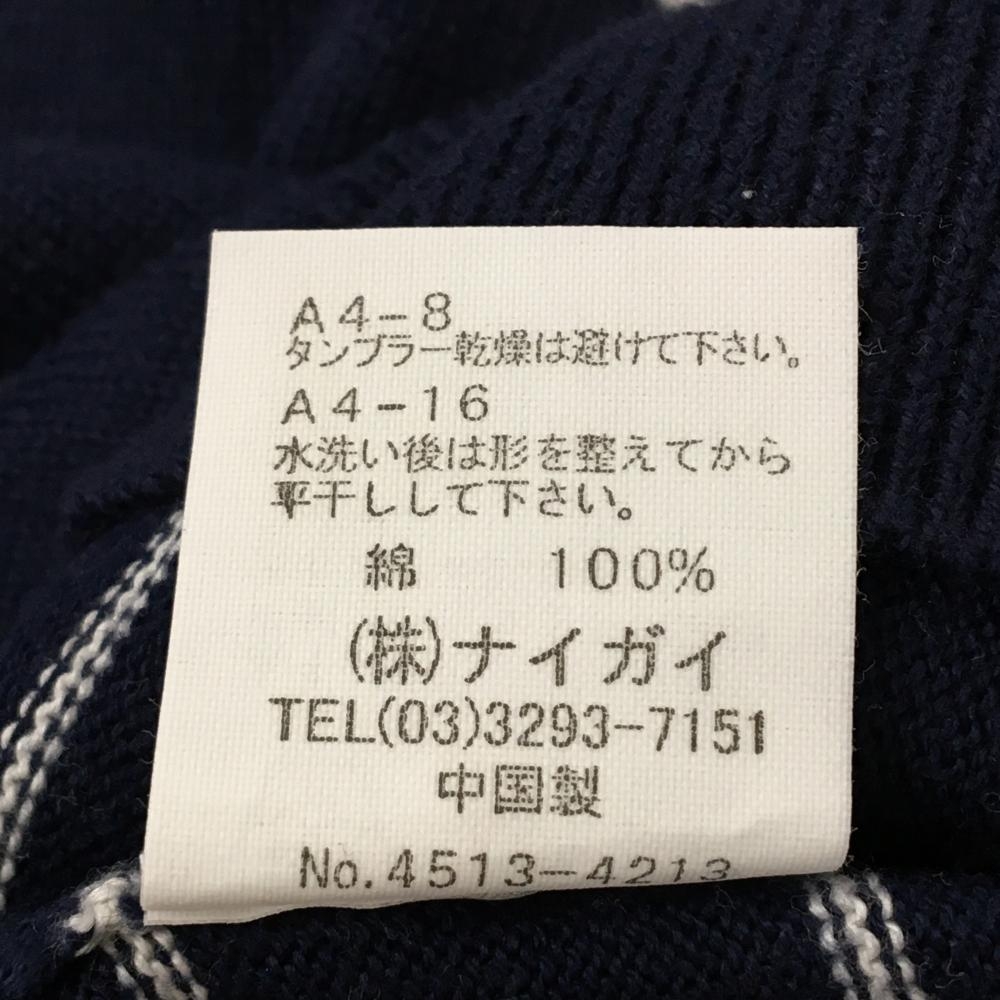 A4-8
タンブラー乾燥は避けて下さい。
A4-16
水洗い後は形を整えてから
平干しして下さい。
綿 100%
(株)ナイガイ
TEL(03)3293-7151
中国製
No.4513-4213